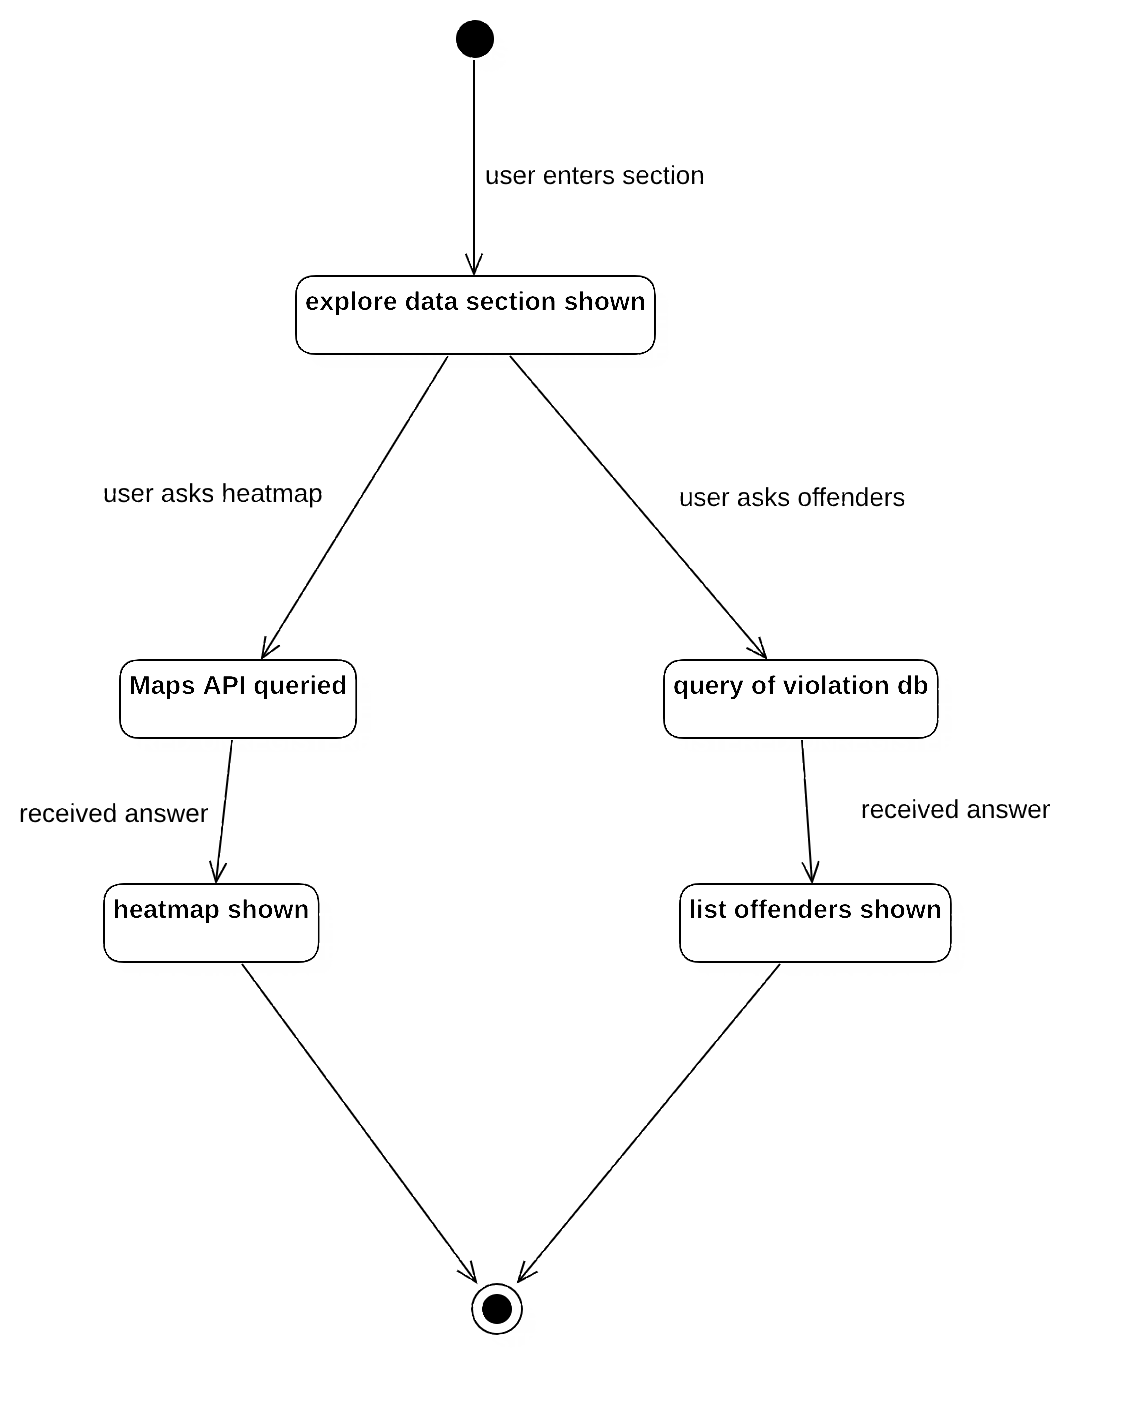 user enters section
explore data section shown
user asks heatmap
user asks offenders
Maps API queried
query of violation db
received answer
received answer
heatmap shown
list offenders shown